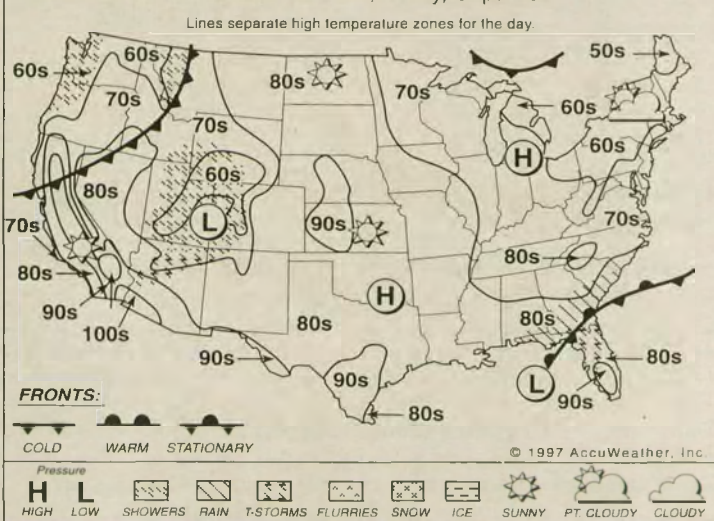 Lines separate high temperature zones for the day.
50s
60s
60s
80s
70s
60s
70s
70s
60s
60s
H
80s
L
90s
70s
70s
80s
80s
H
90s
80s
80s
100s
90s
80s
L
90s
90s
80s
FRONTS:
COLD WARM STATIONARY
© 1997 AccuWeather, Inc.
Pressure
H L
HIGH LOW SHOWERS RAIN T-STORMS FLURRIES SNOW ICE SUNNY PT. CLOUDY CLOUDY